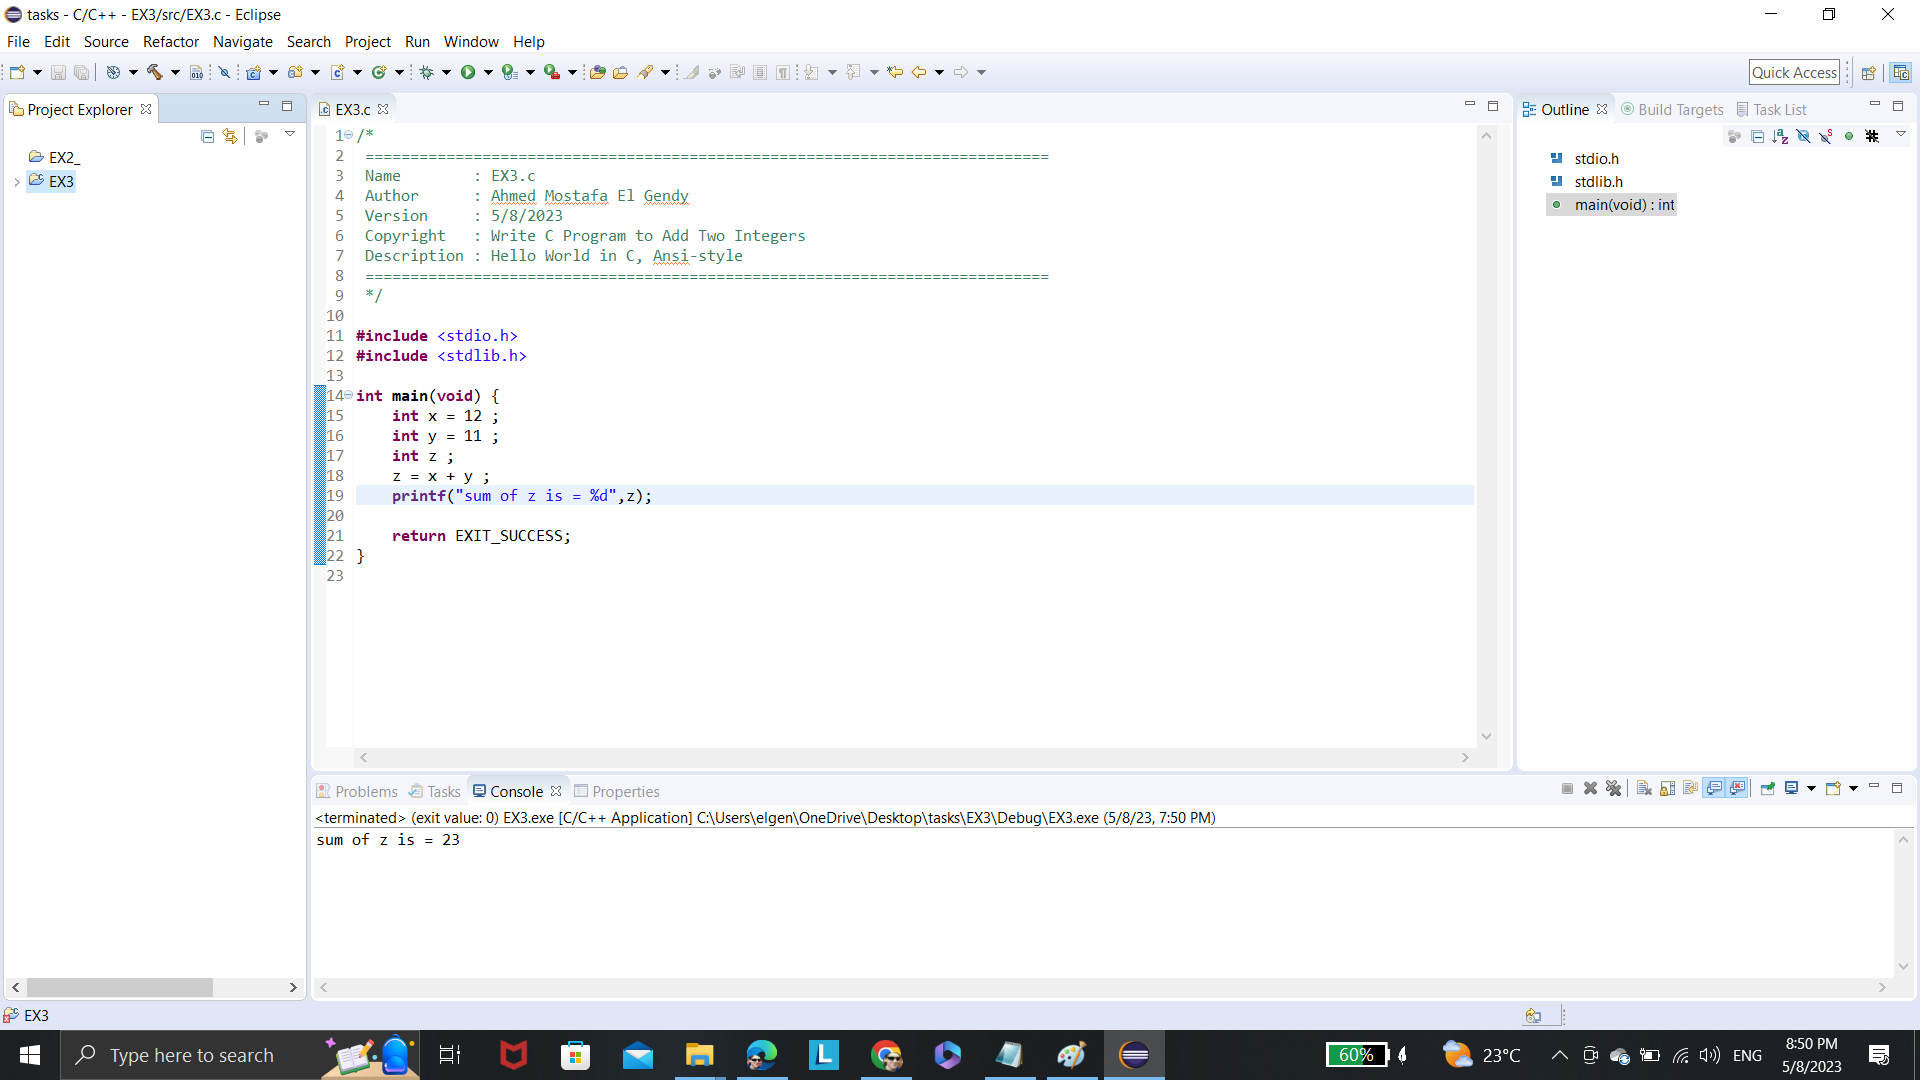 tasks - C/C++ - EX3/src/EX3.c - Eclipse
File Edit Source Refactor Navigate Search Project Run Window Help
Quick Access
Project Explorer
EX2_
EX3
EX3.c
1 /*
2 ============================================================================
3 Name        : EX3.c
4 Author      : Ahmed Mostafa El Gendy
5 Version     : 5/8/2023
6 Copyright   : Write C Program to Add Two Integers
7 Description : Hello World in C, Ansi-style
8 ============================================================================
9 */
10
11 #include <stdio.h>
12 #include <stdlib.h>
13
14 int main(void) {
15     int x = 12 ;
16     int y = 11 ;
17     int z ;
18     z = x + y ;
19     printf("sum of z is = %d",z);
20
21     return EXIT_SUCCESS;
22 }
23
Outline Build Targets Task List
stdio.h
stdlib.h
main(void) : int
Problems Tasks Console Properties
<terminated> (exit value: 0) EX3.exe [C/C++ Application] C:\Users\elgen\OneDrive\Desktop\tasks\EX3\Debug\EX3.exe (5/8/23, 7:50 PM)
sum of z is = 23
EX3
Type here to search
L
60%
23°C
ENG
8:50 PM
5/8/2023